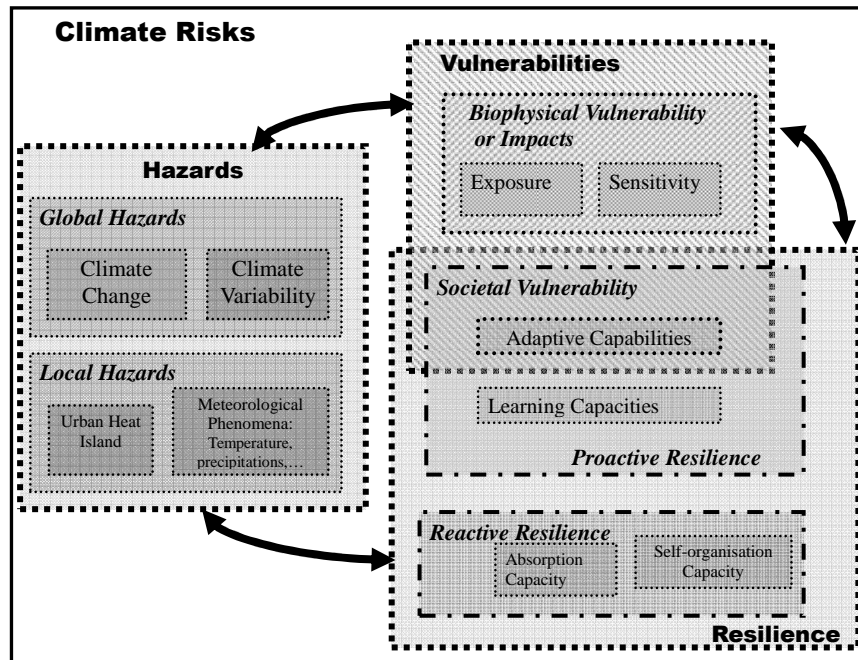 Climate Risks
Hazards
Global Hazards
Climate
Change
Climate
Variability
Local Hazards
Urban Heat
Island
Meteorological
Phenomena:
Temperature,
precipitations,…
Vulnerabilities
Biophysical Vulnerability
or Impacts
Exposure
Sensitivity
Societal Vulnerability
Adaptive Capabilities
Learning Capacities
Proactive Resilience
Reactive Resilience
Absorption
Capacity
Self-organisation
Capacity
Resilience